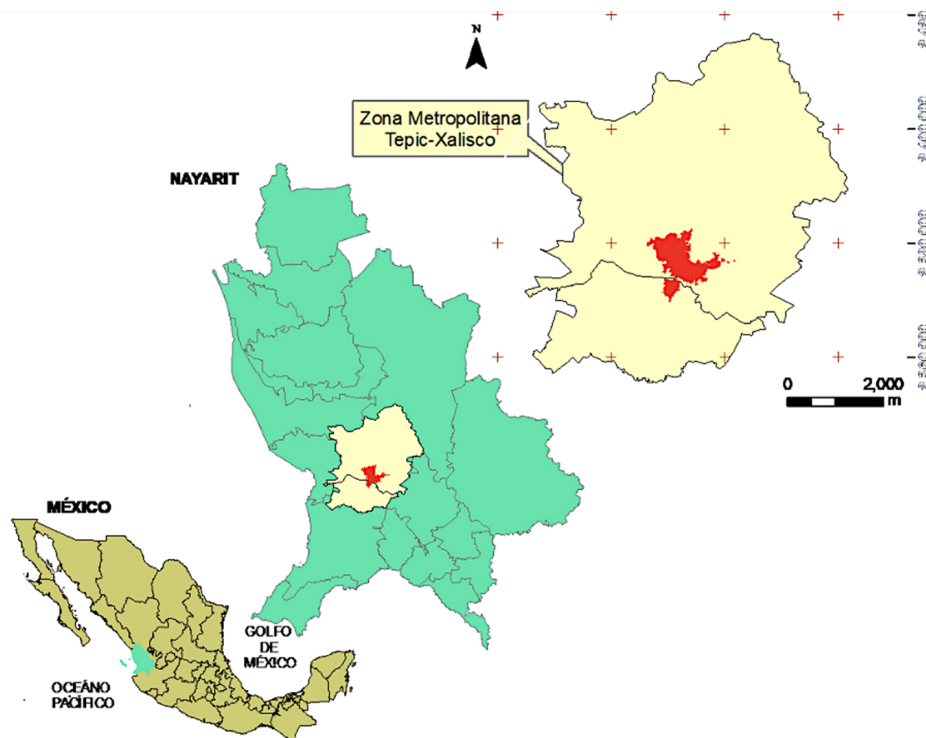 N
Zona Metropolitana
Tepic-Xalisco
NAYARIT
0 2,000
m
MÉXICO
GOLFO
DE
MÉXICO
OCEÁNO
PACÍFICO